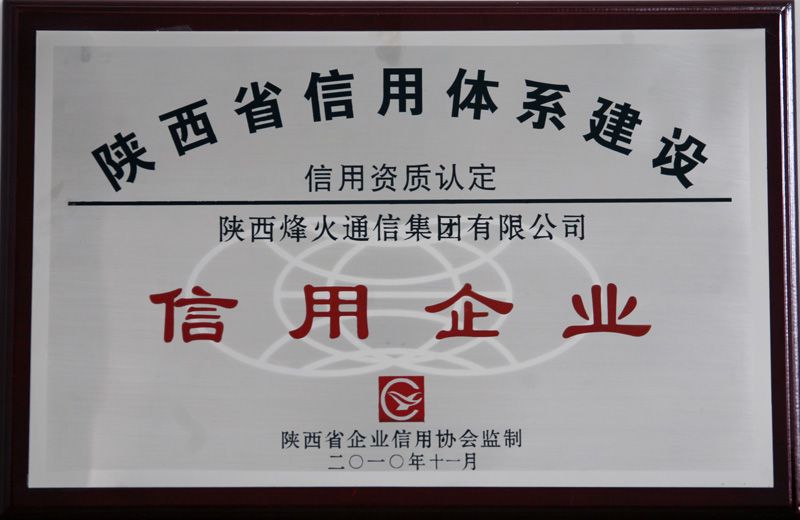 陕西省信用体系建设
信用资质认定
陕西烽火通信集团有限公司
信用企业
陕西省企业信用协会监制
二〇一〇年十一月